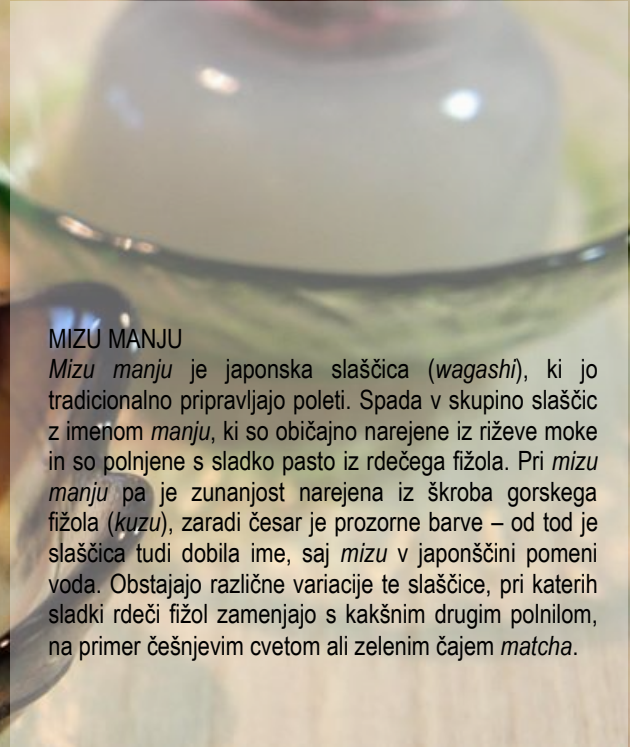 MIZU MANJU
Mizu manju je japonska slaščica (wagashi), ki jo
tradicionalno pripravljajo poleti. Spada v skupino slaščic
z imenom manju, ki so običajno narejene iz riževe moke
in so polnjene s sladko pasto iz rdečega fižola. Pri mizu
manju pa je zunanjost narejena iz škroba gorskega
fižola (kuzu), zaradi česar je prozorne barve – od tod je
slaščica tudi dobila ime, saj mizu v japonščini pomeni
voda. Obstajajo različne variacije te slaščice, pri katerih
sladki rdeči fižol zamenjajo s kakšnim drugim polnilom,
na primer češnjevim cvetom ali zelenim čajem matcha.